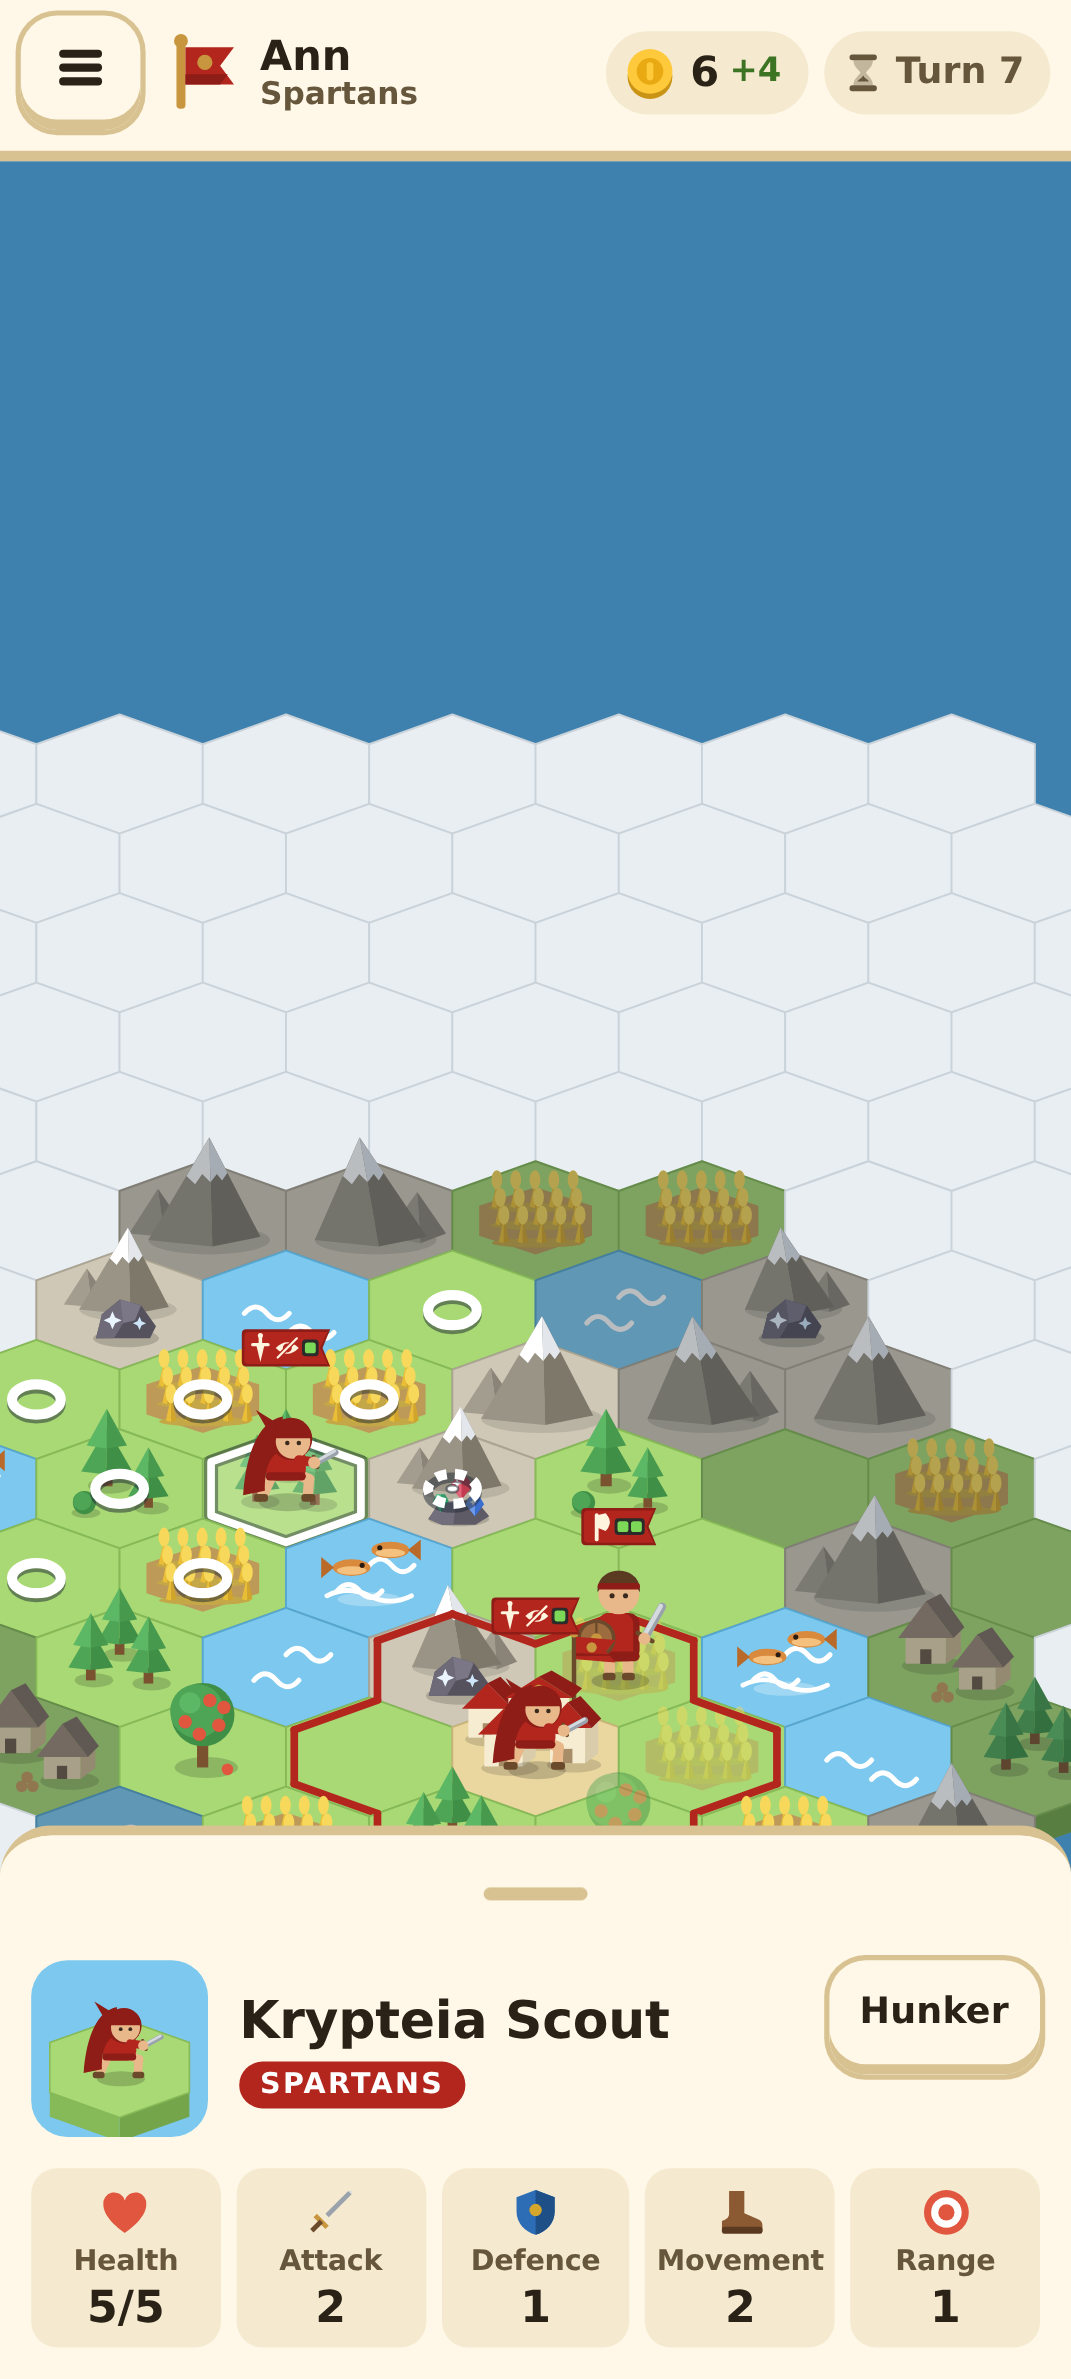 Ann
Spartans
6 +4
Turn 7
Krypteia Scout
SPARTANS
Hunker
Health
5/5
Attack
2
Defence
1
Movement
2
Range
1